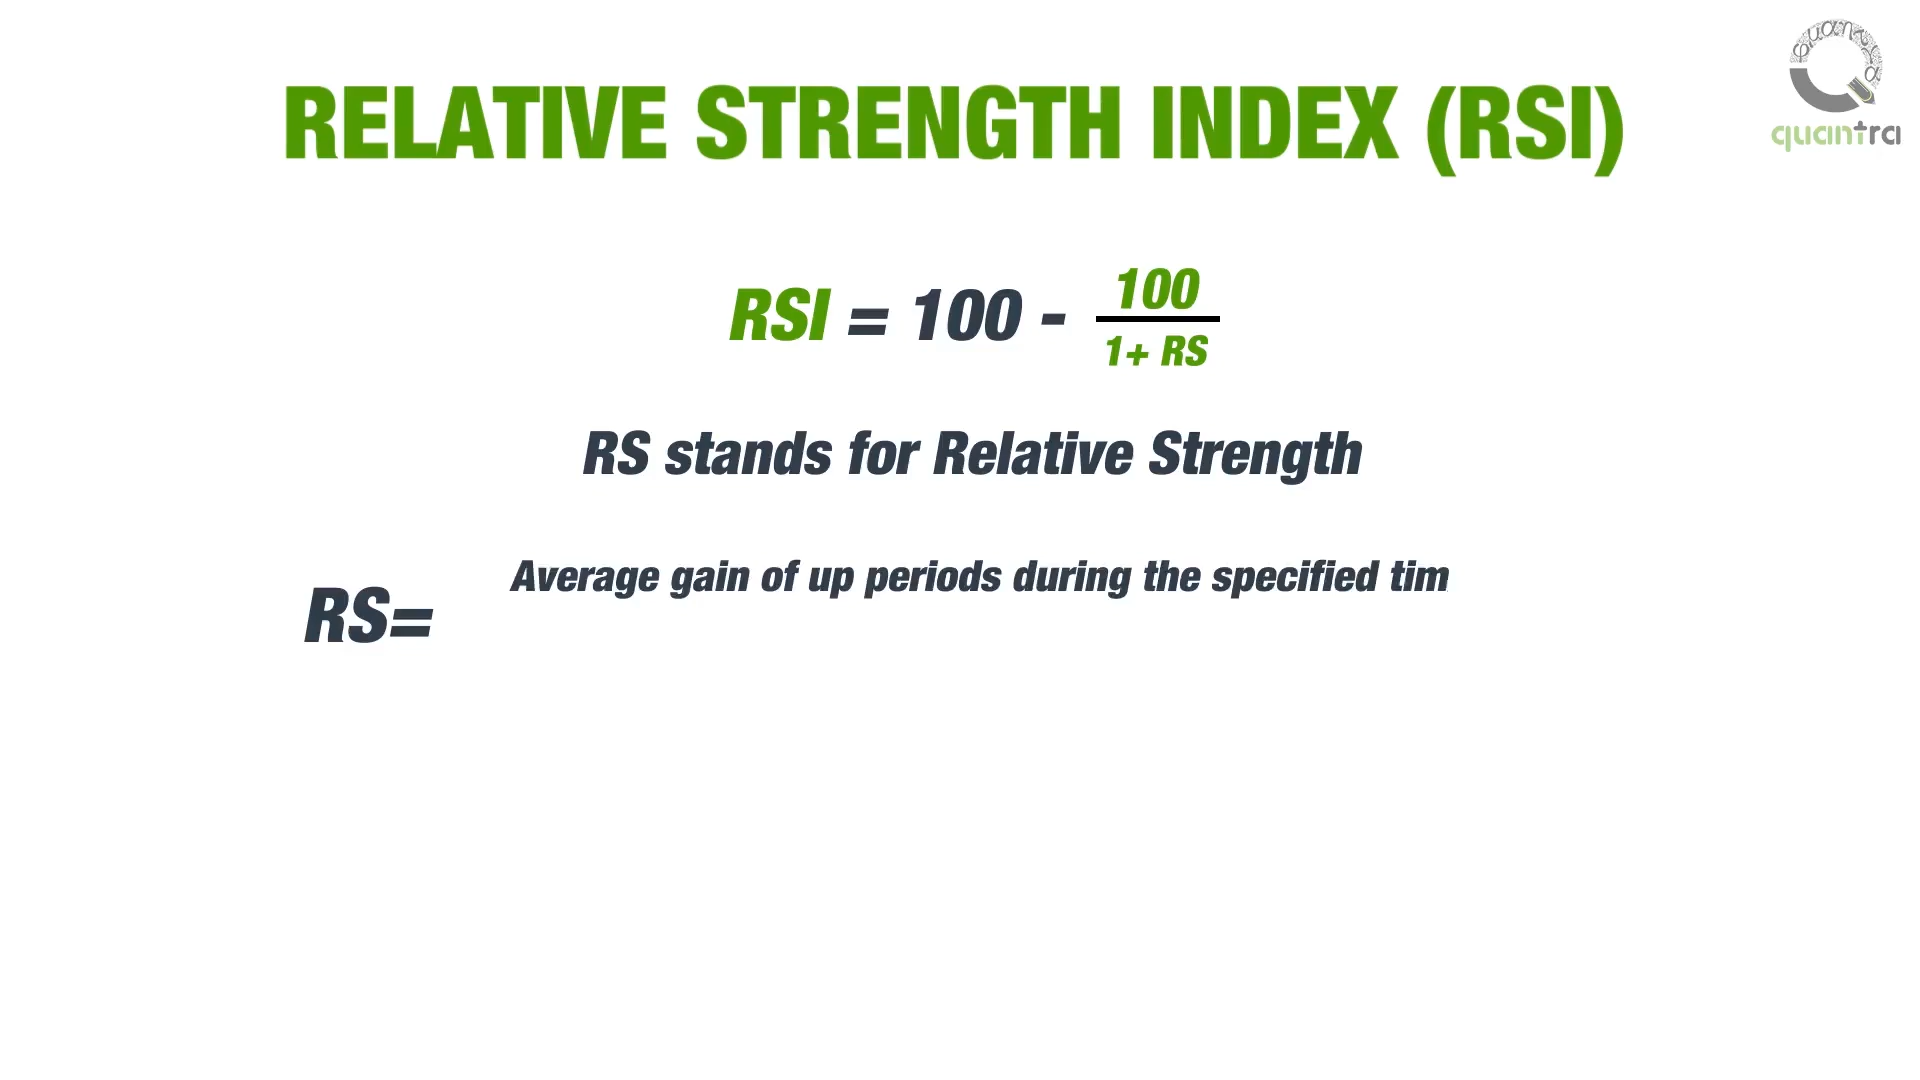 quantra
RELATIVE STRENGTH INDEX (RSI)
RSI = 100 - 100
1+ RS
RS stands for Relative Strength
Average gain of up periods during the specified tim
RS=